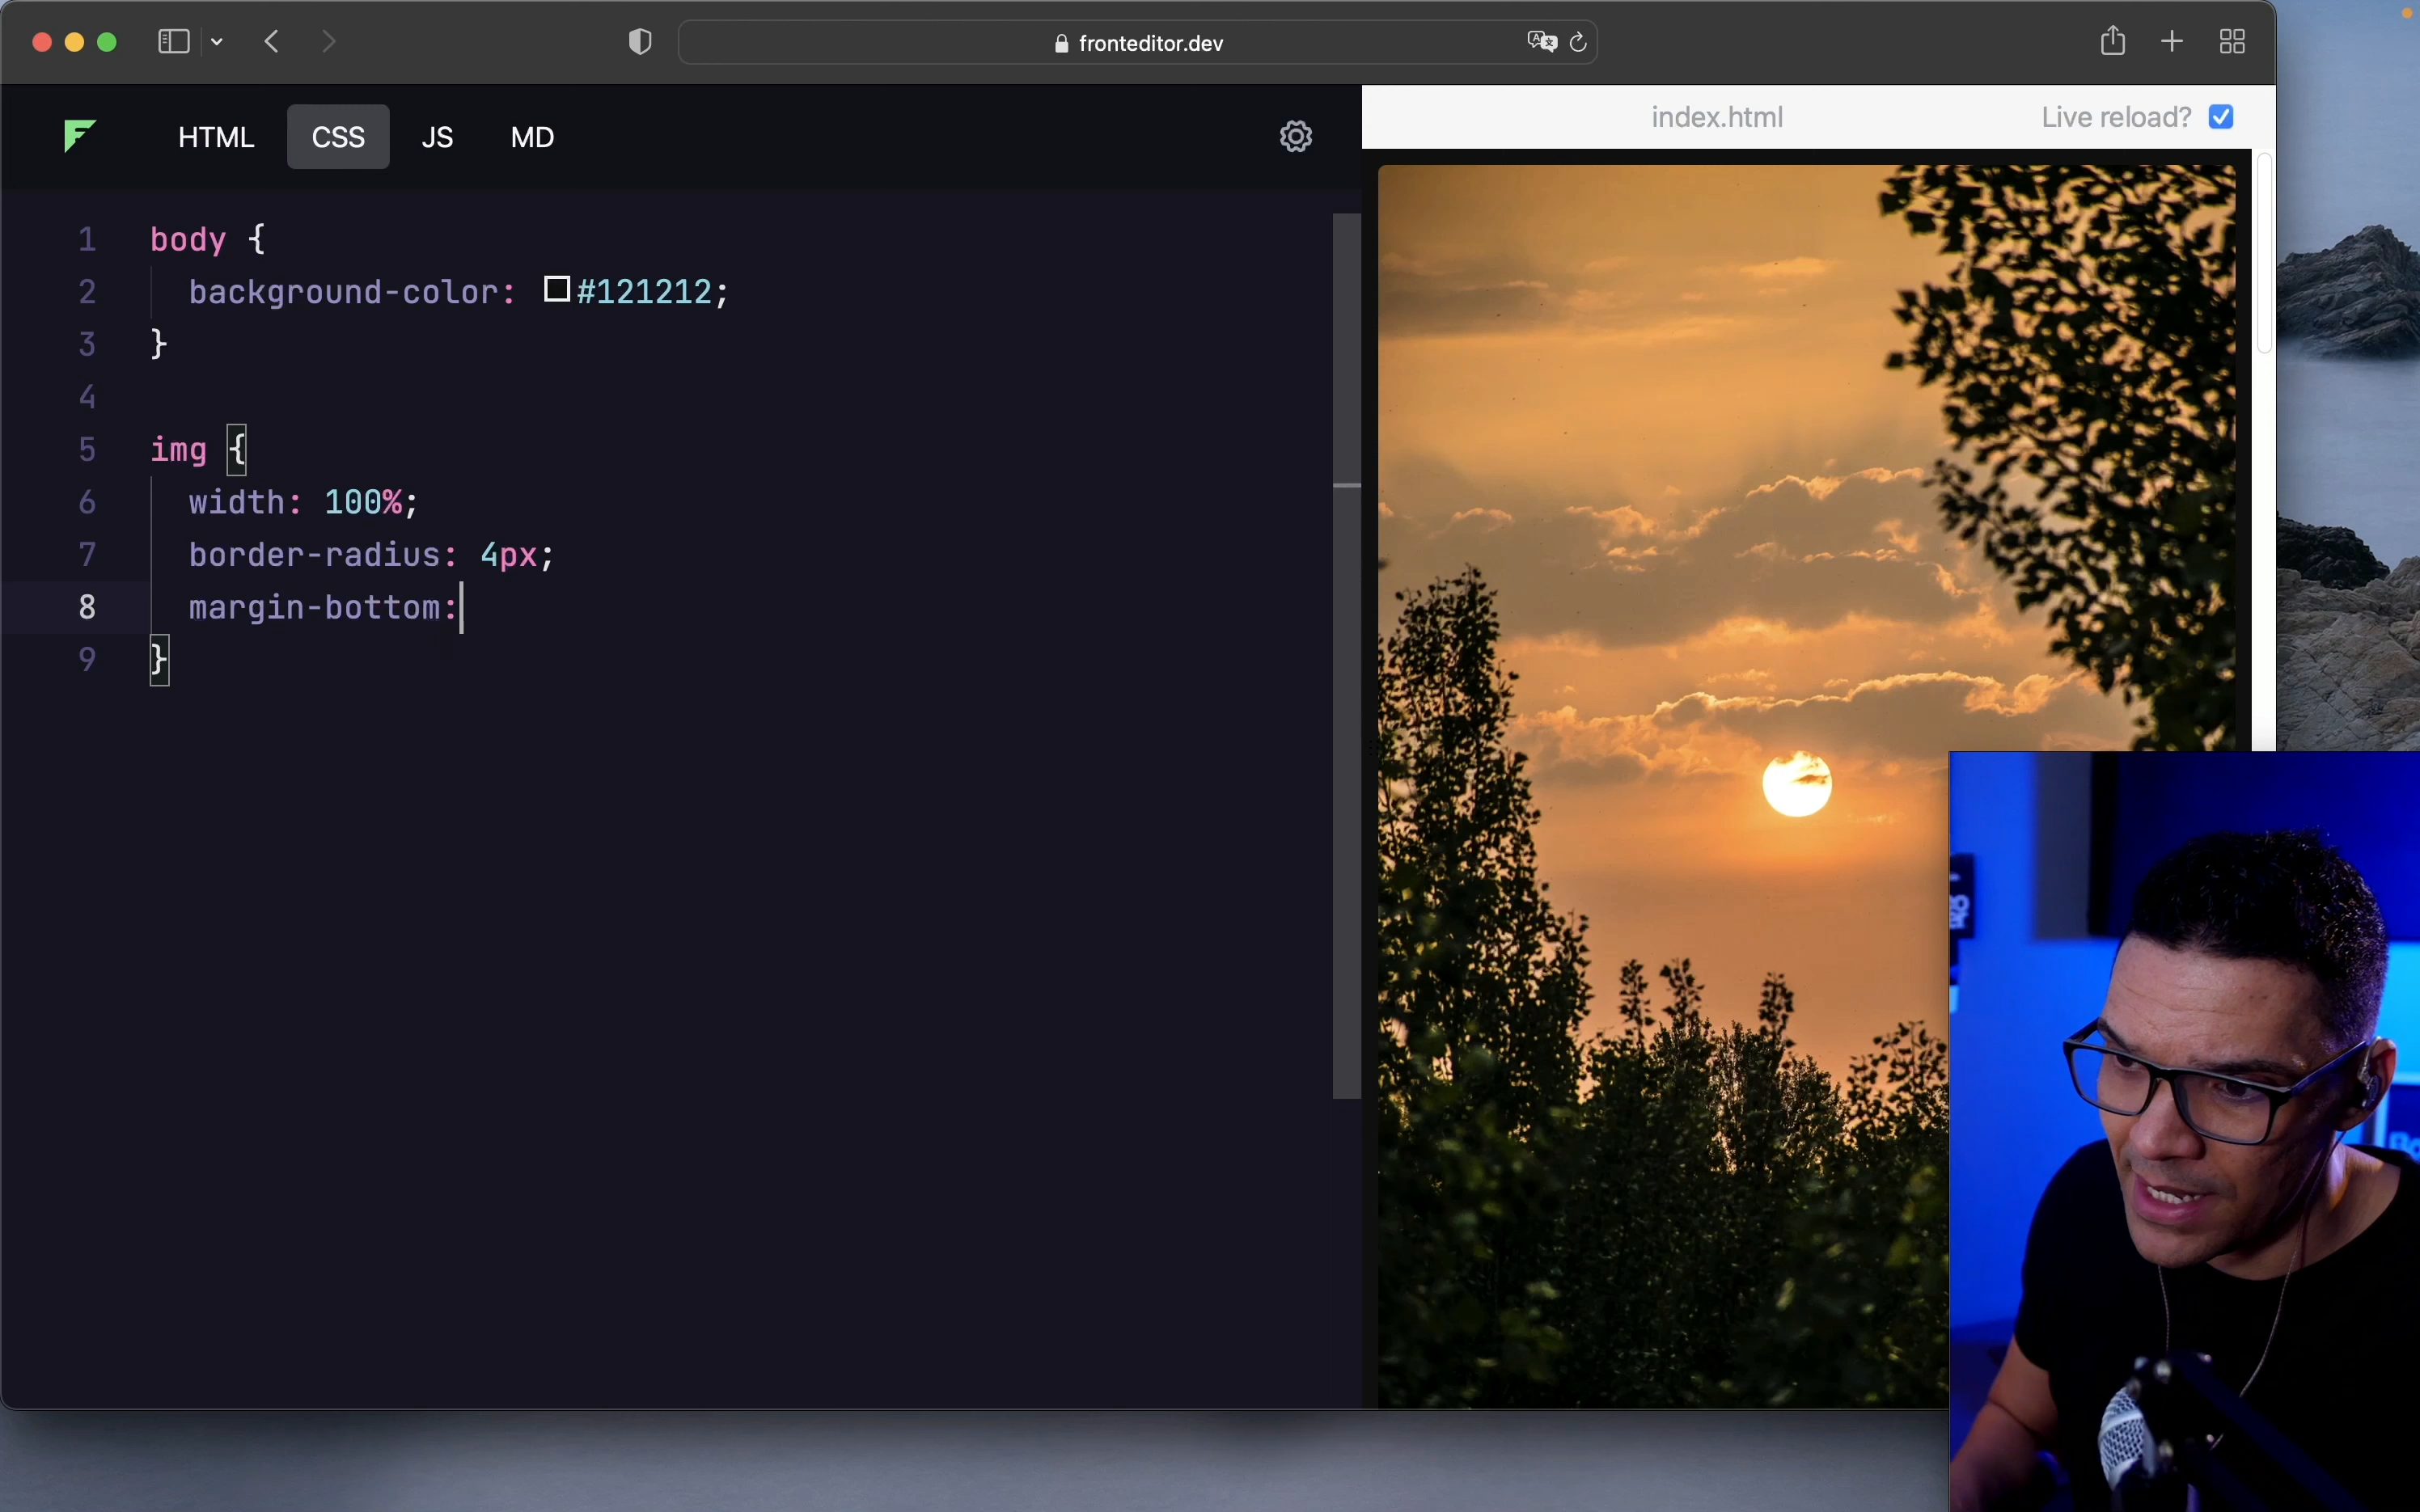 fronteditor.dev
HTML CSS JS MD
index.html
Live reload?
1 body {
2 background-color: #121212;
3 }
4
5 img {
6 width: 100%;
7 border-radius: 4px;
8 margin-bottom:
9 }